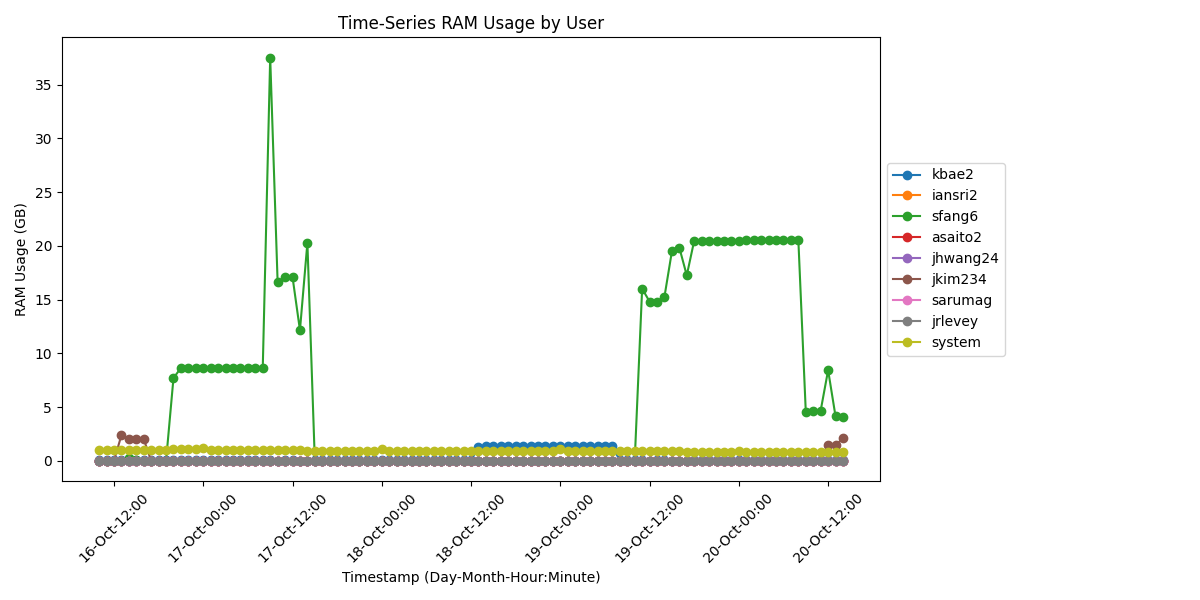 Time-Series RAM Usage by User
RAM Usage (GB)
35
30
25
20
15
10
5
0
16-Oct-12:00
17-Oct-00:00
17-Oct-12:00
18-Oct-00:00
18-Oct-12:00
19-Oct-00:00
19-Oct-12:00
20-Oct-00:00
20-Oct-12:00
Timestamp (Day-Month-Hour:Minute)
kbae2
iansri2
sfang6
asaito2
jhwang24
jkim234
sarumag
jrlevey
system